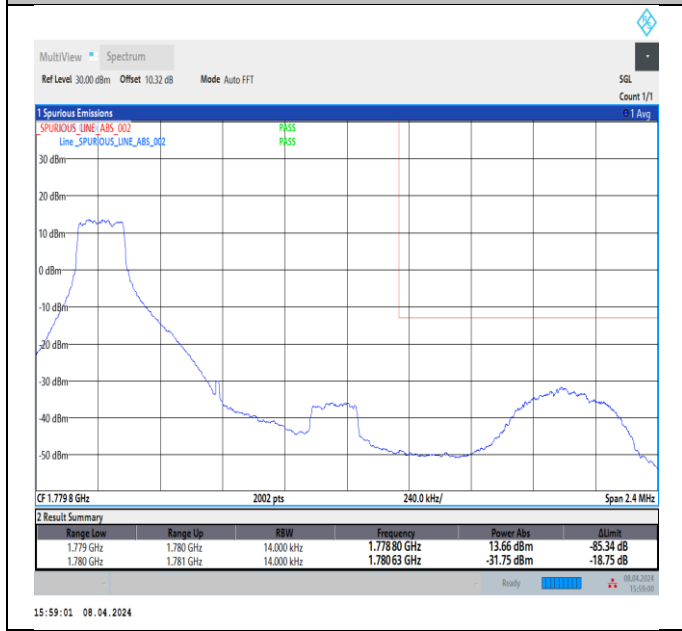 MultiView Spectrum
Ref Level 30.00 dBm Offset 10.32 dB Mode Auto FFT SGL
Count 1/1
1 Spurious Emissions 1 Avg
_SPURIOUS_LINE_ABS_002 PASS
Line _SPURIOUS_LINE_ABS_002 PASS
30 dBm
20 dBm
10 dBm
0 dBm
-10 dBm
-20 dBm
-30 dBm
-40 dBm
-50 dBm
CF 1.7798 GHz 2002 pts 240.0 kHz/ Span 2.4 MHz
2 Result Summary
Range Low Range Up RBW Frequency Power Abs ΔLimit
1.779 GHz 1.780 GHz 14.000 kHz 1.77880 GHz 13.66 dBm -85.34 dB
1.780 GHz 1.781 GHz 14.000 kHz 1.78063 GHz -31.75 dBm -18.75 dB
Ready 08.04.2024
15:59:00
15:59:01 08.04.2024